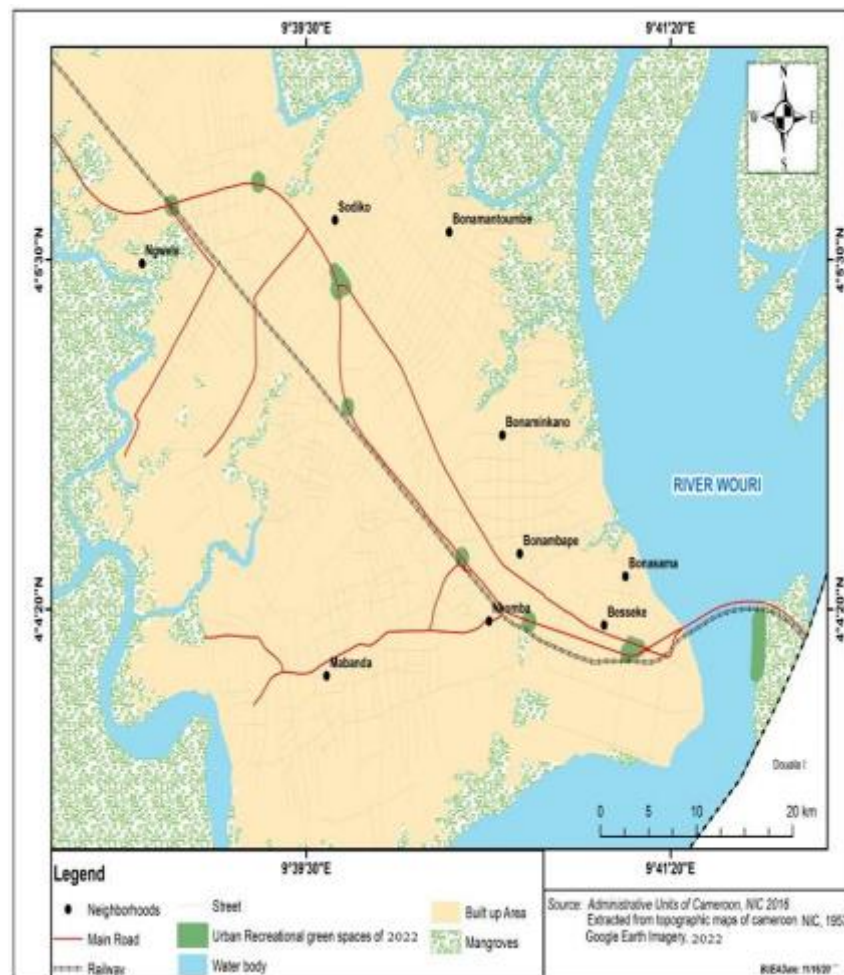 9°39'30"E 9°41'20"E
N
W E
S
Sodiko
Bonamantoumbe
4°5'30"N 4°5'30"N
Ngwele
Bonaminkano
RIVER WOURI
Bonambape
Bonasama
4°4'20"N 4°4'20"N
Nkomba
Besseke
Mabanda
Douala I
0 5 10 20 km
9°39'30"E 9°41'20"E
Legend
Neighborhoods
Main Road
Railway
Street
Urban Recreational green spaces of 2022
Water body
Built up Area
Mangroves
Source: Administrative Units of Cameroon, NIC 2016
Extracted from topographic maps of cameroon NIC, 195
Google Earth Imagery, 2022